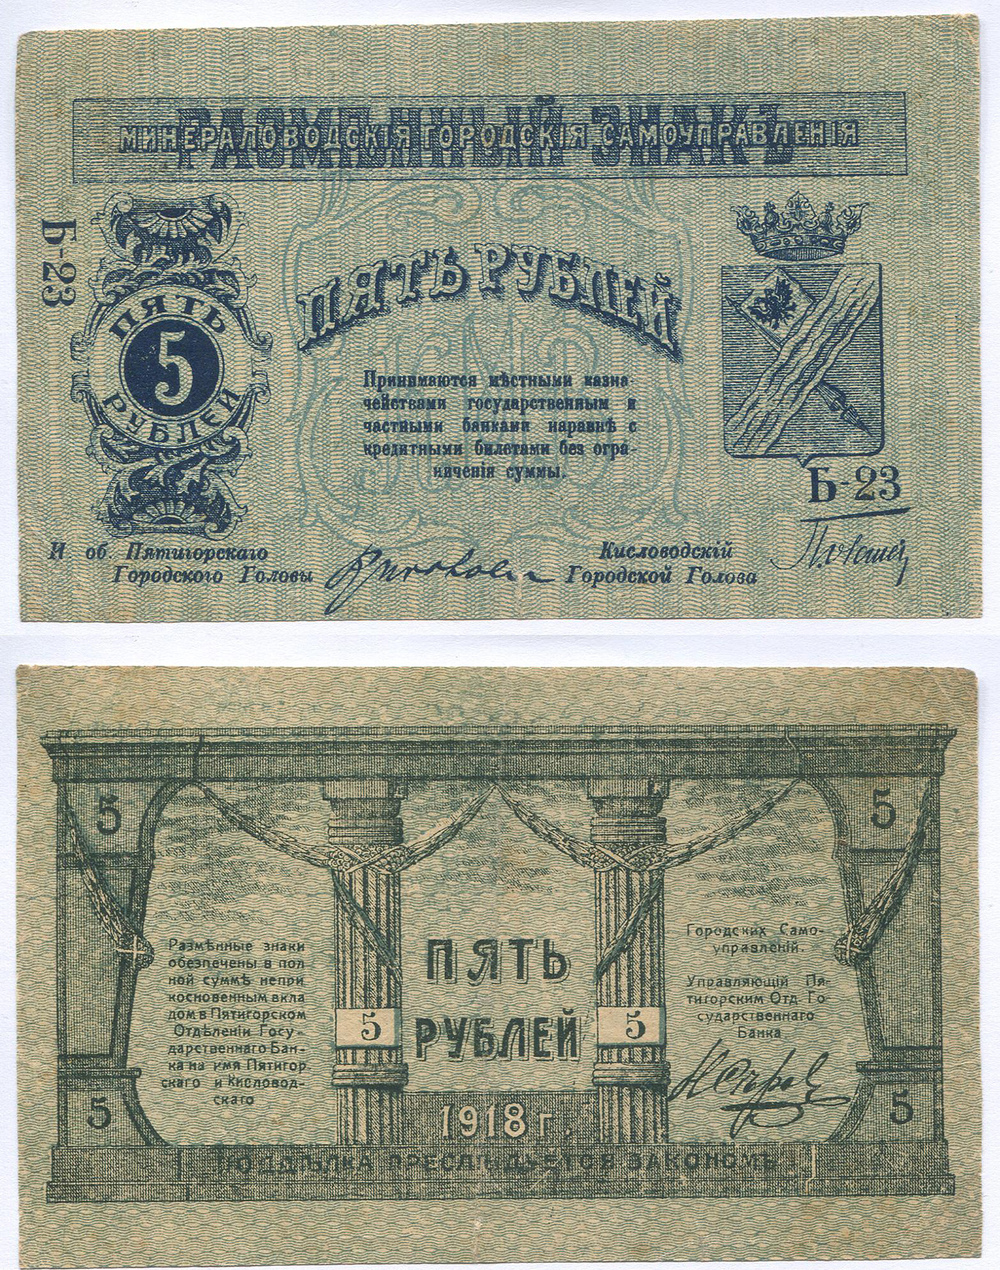 РАЗМѢННЫЙ ЗНАКЪ
МИНЕРАЛОВОДСКІЯ ГОРОДСКІЯ САМОУПРАВЛЕНІЯ
Б-23
ПЯТЬ
5
РУБЛЕЙ
ПЯТЬ РУБЛЕЙ
Принимаются мѣстными казна-
чействами государственным и
частными банками наравнѣ с
кредитными билетами без огра-
ниченія суммы.
Б-23
И об. Пятигорскаго
Городского Головы
Кисловодскій
Городской Голова
5
5
Размѣнные знаки
обезпечены в пол
ной суммѣ непри
косновенным вкла
дом в Пятигорском
Отдѣленіи Госу-
дарственнаго Бан-
ка на имя Пятигор
скаго и Кисловод-
скаго
ПЯТЬ
РУБЛЕЙ
5
5
Городских Само-
управленій.
Управляющій Пя-
тигорским Отд. Го-
сударственнаго
Банка
1918 г.
5
5
ПОДДѢЛКА ПРЕСЛѢДУЕТСЯ ЗАКОНОМЪ